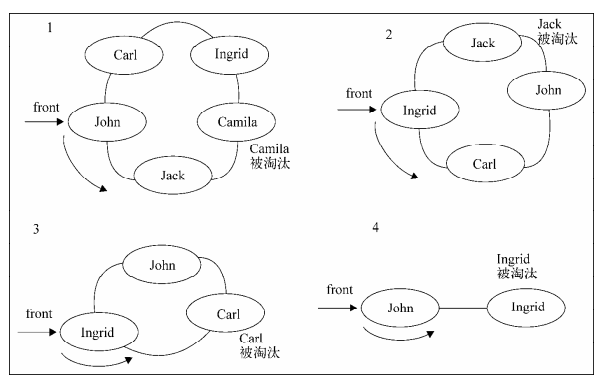 1
Carl
Ingrid
front
John
Camila
Camila
被淘汰
Jack
2
Jack
Jack
被淘汰
John
front
Ingrid
Carl
3
John
front
Ingrid
Carl
Carl
被淘汰
4
Ingrid
被淘汰
front
John
Ingrid